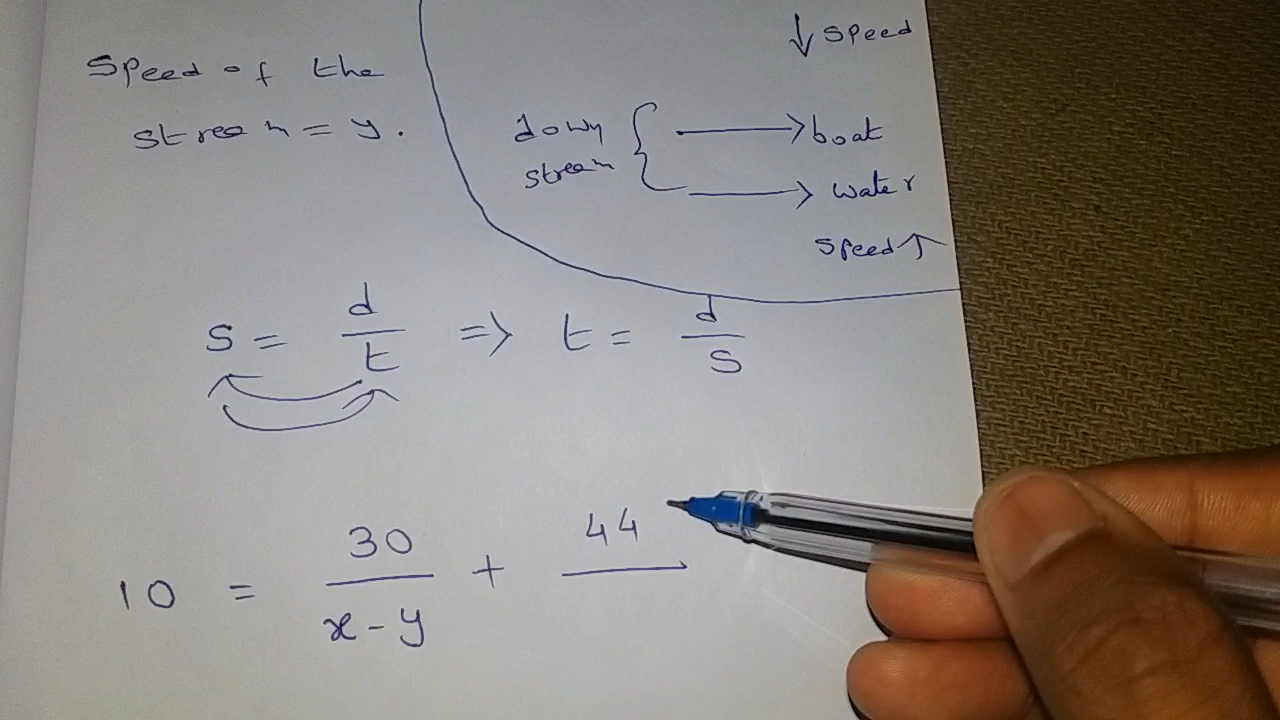 Speed of the
stream = y.
↓ speed
down stream { → boat
→ water
speed ↑
S = d/t => t = d/s
10 = 30/(x-y) + 44/